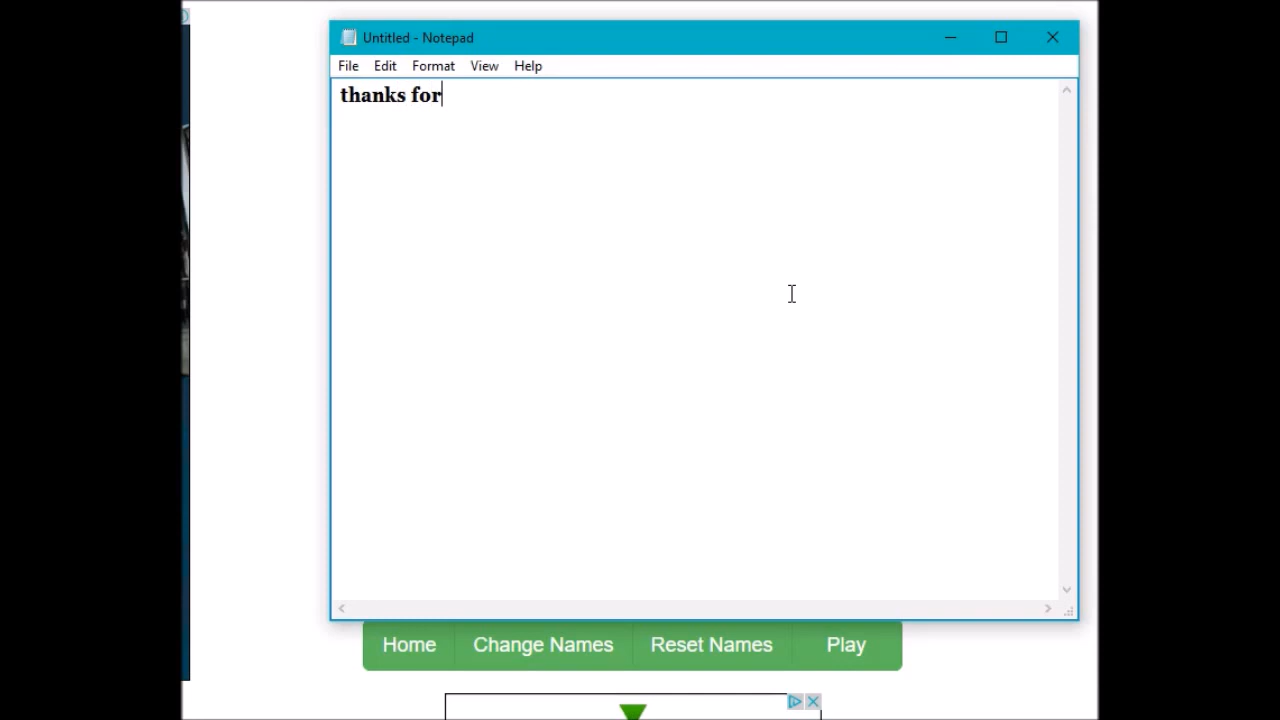 Untitled - Notepad
File Edit Format View Help
thanks for
Home Change Names Reset Names Play